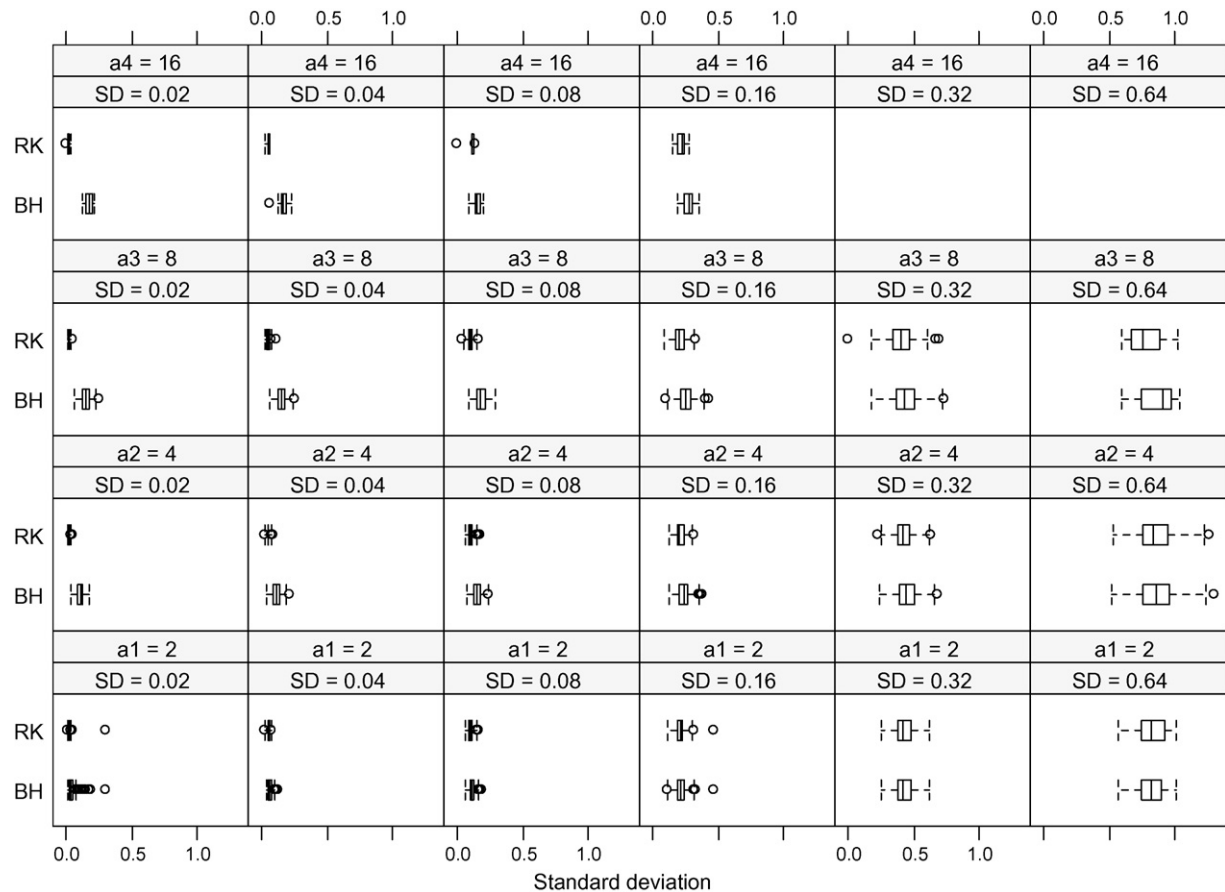 0.0 0.5 1.0 0.0 0.5 1.0 0.0 0.5 1.0
a4 = 16 a4 = 16 a4 = 16 a4 = 16 a4 = 16 a4 = 16
SD = 0.02 SD = 0.04 SD = 0.08 SD = 0.16 SD = 0.32 SD = 0.64
RK
BH
a3 = 8 a3 = 8 a3 = 8 a3 = 8 a3 = 8 a3 = 8
SD = 0.02 SD = 0.04 SD = 0.08 SD = 0.16 SD = 0.32 SD = 0.64
RK
BH
a2 = 4 a2 = 4 a2 = 4 a2 = 4 a2 = 4 a2 = 4
SD = 0.02 SD = 0.04 SD = 0.08 SD = 0.16 SD = 0.32 SD = 0.64
RK
BH
a1 = 2 a1 = 2 a1 = 2 a1 = 2 a1 = 2 a1 = 2
SD = 0.02 SD = 0.04 SD = 0.08 SD = 0.16 SD = 0.32 SD = 0.64
RK
BH
0.0 0.5 1.0 0.0 0.5 1.0 0.0 0.5 1.0
Standard deviation